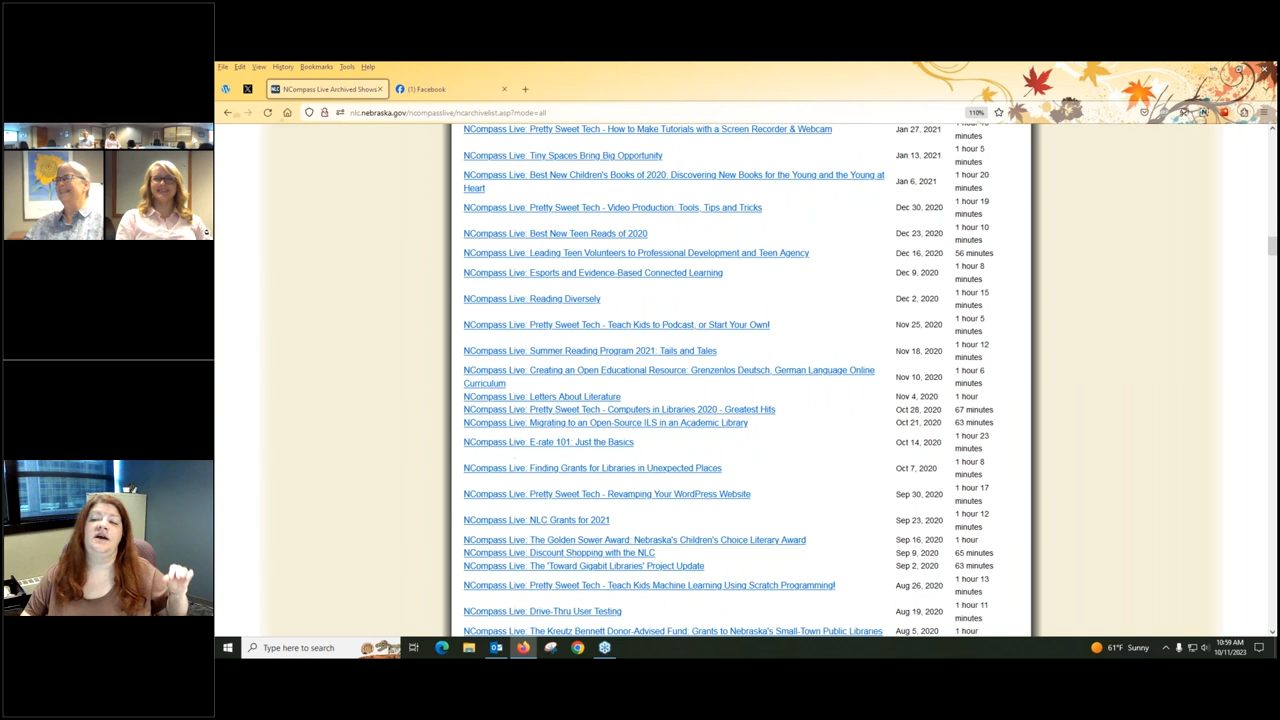 File Edit View History Bookmarks Tools Help
NCompass Live Archived Shows (1) Facebook
nlc.nebraska.gov/ncompasslive/ncarchivelist.asp?mode=all 110%
NCompass Live: Pretty Sweet Tech - How to Make Tutorials with a Screen Recorder & Webcam Jan 27, 2021
minutes
NCompass Live: Tiny Spaces Bring Big Opportunity Jan 13, 2021 1 hour 5
minutes
NCompass Live: Best New Children's Books of 2020: Discovering New Books for the Young and the Young at
Heart Jan 6, 2021 1 hour 20
minutes
NCompass Live: Pretty Sweet Tech - Video Production: Tools, Tips and Tricks Dec 30, 2020 1 hour 19
minutes
NCompass Live: Best New Teen Reads of 2020 Dec 23, 2020 1 hour 10
minutes
NCompass Live: Leading Teen Volunteers to Professional Development and Teen Agency Dec 16, 2020 56 minutes
NCompass Live: Esports and Evidence-Based Connected Learning Dec 9, 2020 1 hour 8
minutes
NCompass Live: Reading Diversely Dec 2, 2020 1 hour 15
minutes
NCompass Live: Pretty Sweet Tech - Teach Kids to Podcast, or Start Your Own! Nov 25, 2020 1 hour 5
minutes
NCompass Live: Summer Reading Program 2021: Tails and Tales Nov 18, 2020 1 hour 12
minutes
NCompass Live: Creating an Open Educational Resource: Grenzenlos Deutsch, German Language Online
Curriculum Nov 10, 2020 1 hour 6
minutes
NCompass Live: Letters About Literature Nov 4, 2020 1 hour
NCompass Live: Pretty Sweet Tech - Computers in Libraries 2020 - Greatest Hits Oct 28, 2020 67 minutes
NCompass Live: Migrating to an Open-Source ILS in an Academic Library Oct 21, 2020 63 minutes
NCompass Live: E-rate 101: Just the Basics Oct 14, 2020 1 hour 23
minutes
NCompass Live: Finding Grants for Libraries in Unexpected Places Oct 7, 2020 1 hour 8
minutes
NCompass Live: Pretty Sweet Tech - Revamping Your WordPress Website Sep 30, 2020 1 hour 17
minutes
NCompass Live: NLC Grants for 2021 Sep 23, 2020 1 hour 12
minutes
NCompass Live: The Golden Sower Award: Nebraska's Children's Choice Literary Award Sep 16, 2020 1 hour
NCompass Live: Discount Shopping with the NLC Sep 9, 2020 65 minutes
NCompass Live: The 'Toward Gigabit Libraries' Project Update Sep 2, 2020 63 minutes
NCompass Live: Pretty Sweet Tech - Teach Kids Machine Learning Using Scratch Programming! Aug 26, 2020 1 hour 13
minutes
NCompass Live: Drive-Thru User Testing Aug 19, 2020 1 hour 11
minutes
NCompass Live: The Kreutz Bennett Donor-Advised Fund: Grants to Nebraska's Small-Town Public Libraries Aug 5, 2020 1 hour
Type here to search 61°F Sunny 10:59 AM
10/11/2023